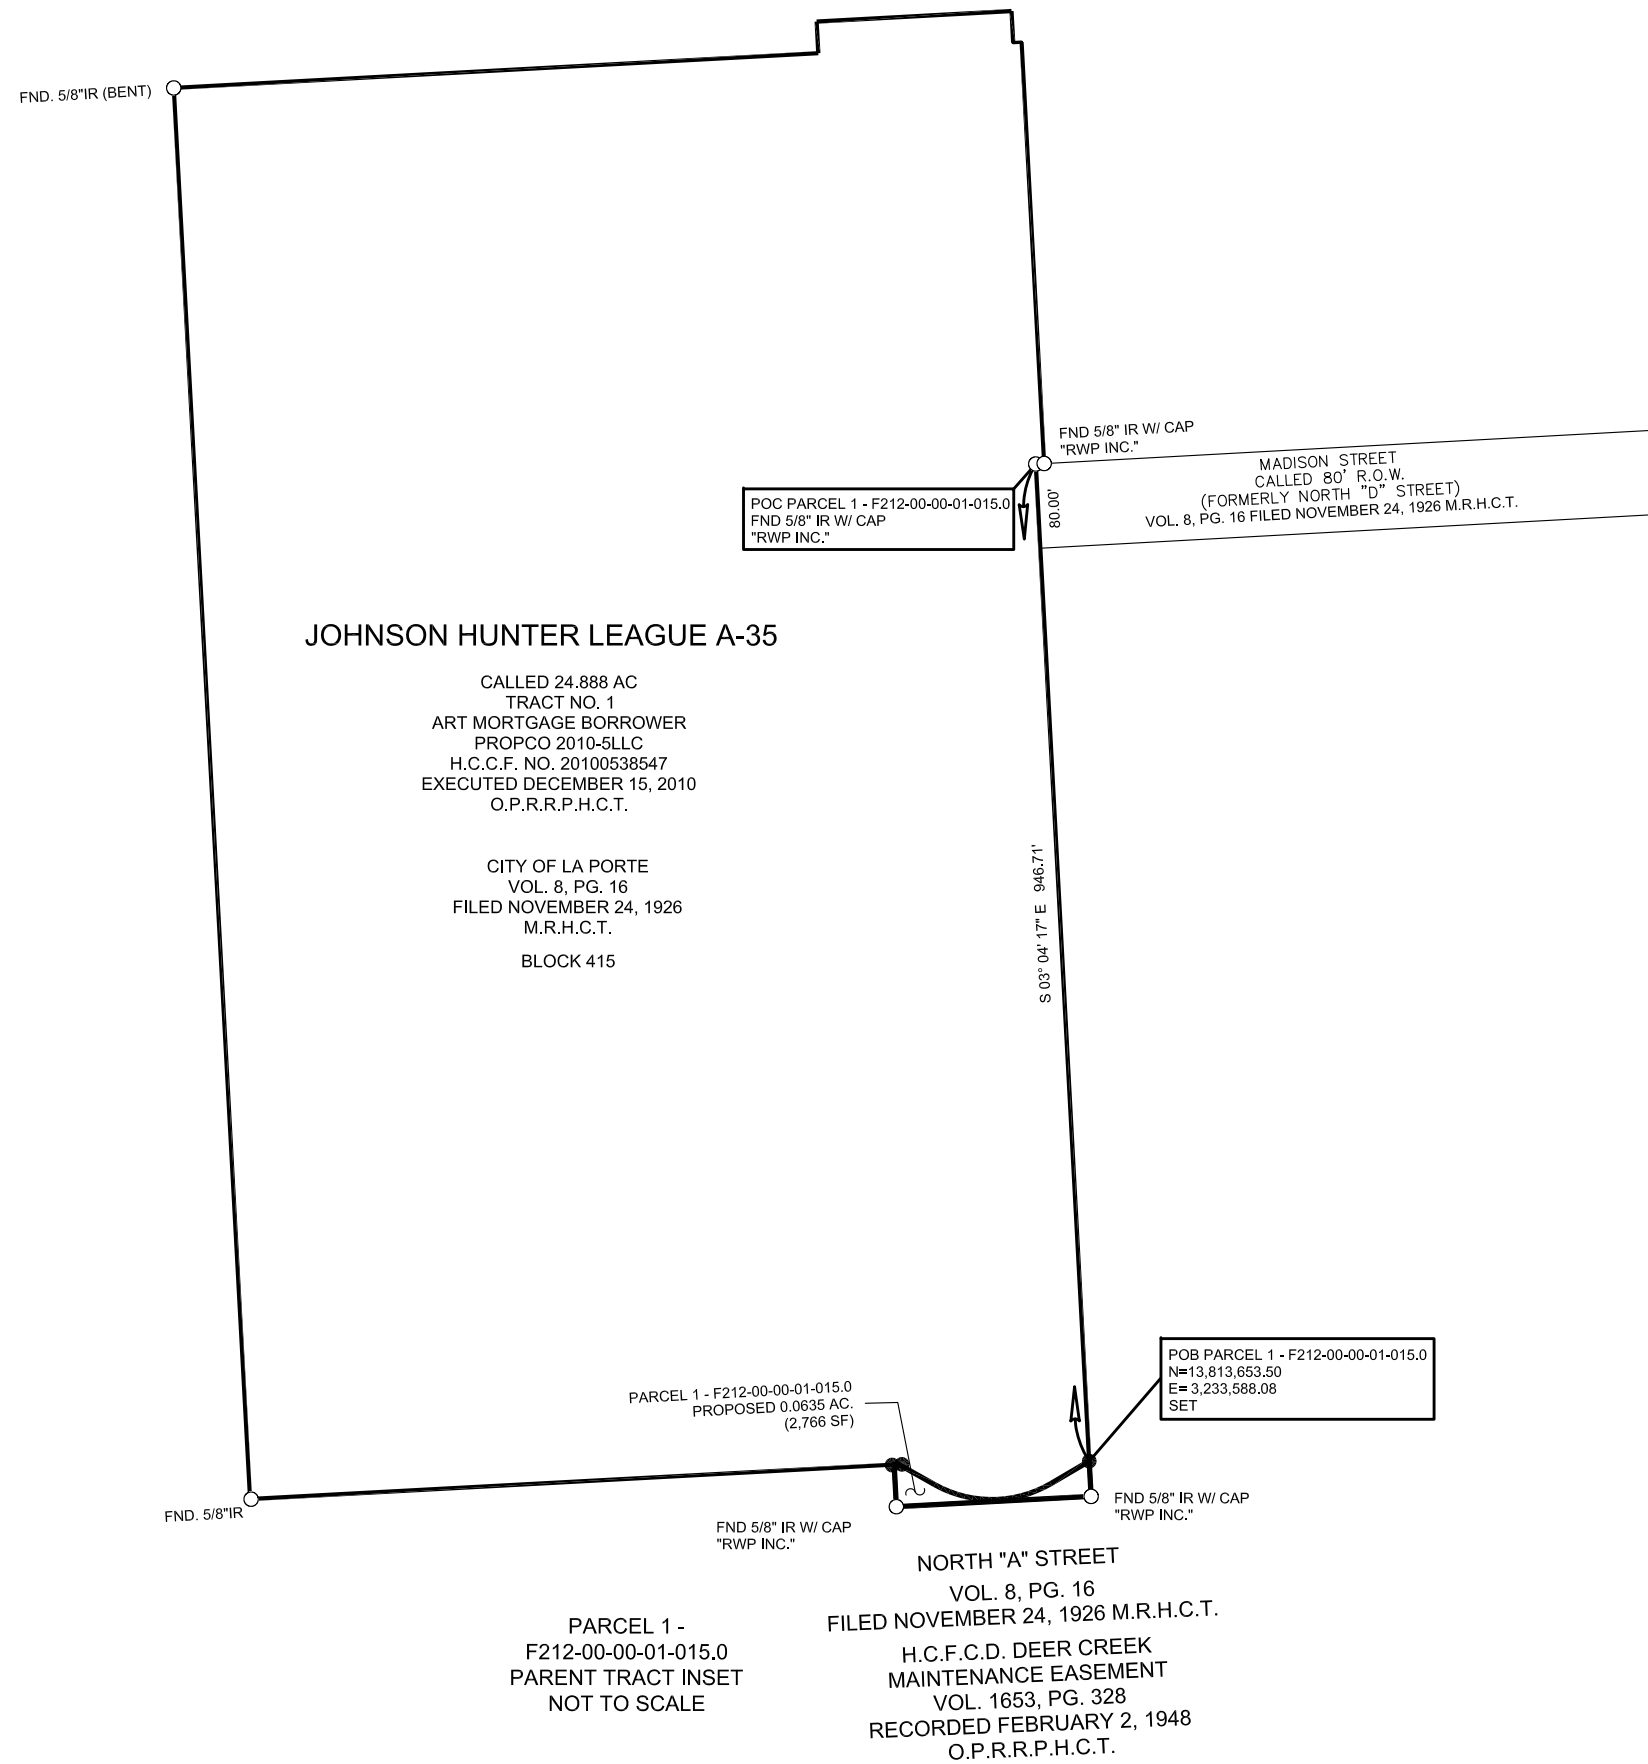 FND. 5/8"IR (BENT)
FND 5/8" IR W/ CAP
"RWP INC."
MADISON STREET
CALLED 80' R.O.W.
(FORMERLY NORTH "D" STREET)
VOL. 8, PG. 16 FILED NOVEMBER 24, 1926 M.R.H.C.T.
POC PARCEL 1 - F212-00-00-01-015.0
FND 5/8" IR W/ CAP
"RWP INC."
80.00'
JOHNSON HUNTER LEAGUE A-35
CALLED 24.888 AC
TRACT NO. 1
ART MORTGAGE BORROWER
PROPCO 2010-5LLC
H.C.C.F. NO. 20100538547
EXECUTED DECEMBER 15, 2010
O.P.R.R.P.H.C.T.
CITY OF LA PORTE
VOL. 8, PG. 16
FILED NOVEMBER 24, 1926
M.R.H.C.T.
BLOCK 415
S 03° 04' 17" E 946.71'
POB PARCEL 1 - F212-00-00-01-015.0
N=13,813,653.50
E= 3,233,588.08
SET
PARCEL 1 - F212-00-00-01-015.0
PROPOSED 0.0635 AC.
(2,766 SF)
FND. 5/8"IR
FND 5/8" IR W/ CAP
"RWP INC."
FND 5/8" IR W/ CAP
"RWP INC."
NORTH "A" STREET
VOL. 8, PG. 16
FILED NOVEMBER 24, 1926 M.R.H.C.T.
H.C.F.C.D. DEER CREEK
MAINTENANCE EASEMENT
VOL. 1653, PG. 328
RECORDED FEBRUARY 2, 1948
O.P.R.R.P.H.C.T.
PARCEL 1 -
F212-00-00-01-015.0
PARENT TRACT INSET
NOT TO SCALE